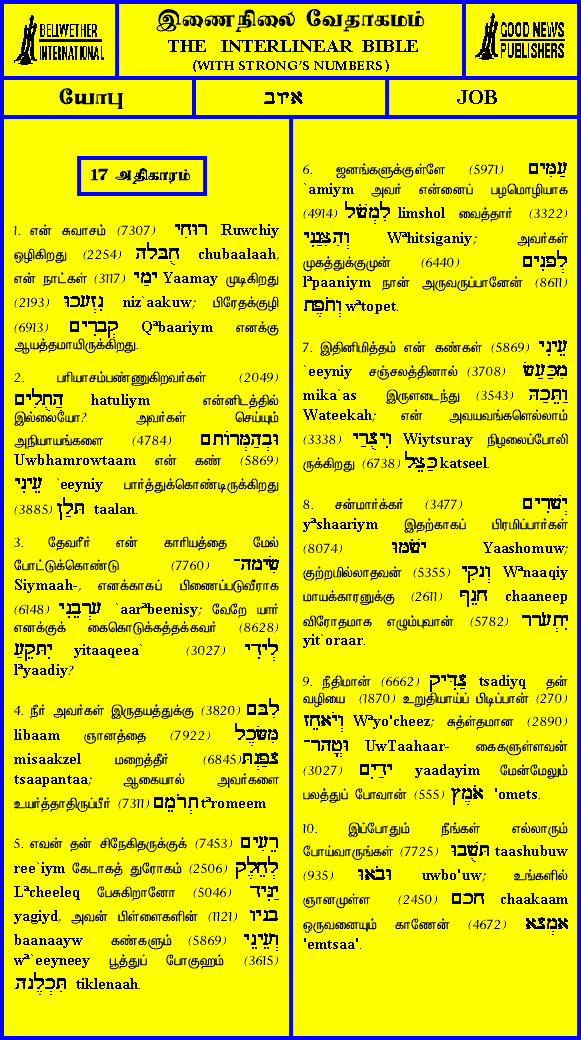 BELLWETHER
INTERNATIONAL
இணைநிலை வேதாகமம்
THE INTERLINEAR BIBLE
(WITH STRONG'S NUMBERS)
GOOD NEWS
PUBLISHERS
யோபு
איוב
JOB
17 அதிகாரம்
1. என் சுவாசம் (7307) רוּחִי Ruwchiy
ஒழிகிறது (2254) חֻבָּלָה chubaalaah,
என் நாட்கள் (3117) יָמַי Yaamay முடிகிறது
(2193) נִזְעָכוּ niz`aakuw; பிரேதக்குழி
(6913) קְבָרִים Qªbaariym எனக்கு
ஆயத்தமாயிருக்கிறது.
2. பரியாசம்பண்ணுகிறவர்கள் (2049)
הֲתֻלִים hatuliym என்னிடத்தில்
இல்லையோ? அவர்கள் செய்யும்
அநியாயங்களை (4784) וּבְהַמְּרוֹתָם
Uwbhamrowtaam என் கண் (5869)
עֵינִי `eeyniy பார்த்துக்கொண்டிருக்கிறது
(3885) תָּלַן taalan.
3. தேவரீர் என் காரியத்தை மேல்
போட்டுக்கொண்டு (7760) שִׂימָה־
Siymaah-, எனக்காகப் பிணைப்படுவீராக
(6148) עָרְבֵנִי `aarªbeenisy; வேறே யார்
எனக்குக் கைகொடுக்கத்தக்கவர் (8628)
יִתָּקֵעַ yitaaqeea` (3027) לְיָדִי
lªyaadiy?
4. நீர் அவர்கள் இருதயத்துக்கு (3820) לִבָּם
libaam ஞானத்தை (7922) מִּשָּׂכֶל
misaakzel மறைத்தீர் (6845) צָפַנְתָּ
tsaapantaa; ஆகையால் அவர்களை
உயர்த்தாதிருப்பீர் (7311) תְרֹמֵם tªromeem
5. எவன் தன் சிநேகிதருக்குக் (7453) רֵעִים
ree`iym கேடாகத் துரோகம் (2506) לְחֵלֶק
Lªcheeleq பேசுகிறானோ (5046) יַגִּיד
yagiyd, அவன் பிள்ளைகளின் (1121) בָּנָיו
baanaayw கண்களும் (5869) וְעֵינֵי
wª`eeyneey பூத்துப் போகுஹம் (3615)
תִּכְלֶנָה tiklenaah.
6. ஜனங்களுக்குள்ளே (5971) עַמִּים
`amiym அவர் என்னைப் பழமொழியாக
(4914) לִמְשֹׁל limshol வைத்தார் (3322)
וְהִצִּגַנִי Wªhitsiganiy; அவர்கள்
முகத்துக்குமுன் (6440) לְפָנִים
lªpaaniym நான் அருவருப்பானேன் (8611)
וְתֹפֶת wªtopet.
7. இதினிமித்தம் என் கண்கள் (5869) עֵינִי
`eeyniy சஞ்சலத்தினால் (3708) מִכַּעַשׂ
mika`as இருளடைந்து (3543) וַתֵּכַהּ
Wateekah; என் அவயவங்களெல்லாம்
(3338) וִיצֻרַי Wiytsuray நிழலைப்போலி
ருக்கிறது (6738) כַּצֵּל katseel.
8. சன்மார்க்கர் (3477) יְשָׁרִים
yªshaariym இதற்காகப் பிரமிப்பார்கள்
(8074) יָשֹׁמּוּ Yaashomuw;
குற்றமில்லாதவன் (5355) וְנָקִי Wªnaaqiy
மாயக்காரனுக்கு (2611) חָנֵף chaaneep
விரோதமாக எழும்புவான் (5782) יִתְעֹרָר
yit`oraar.
9. நீதிமான் (6662) צַדִּיק tsadiyq தன்
வழியை (1870) உறுதியாய்ப் பிடிப்பான் (270)
וְיֹאחֵז Wªyo'cheez; சுத்ச்தமான (2890)
וּטֳהָר־ UwTaahaar- கைகளுள்ளவன்
(3027) יָדַיִם yaadayim மேன்மேலும்
பலத்துப் போவான் (555) אֹמֶץ 'omets.
10. இப்போதும் நீங்கள் எல்லாரும்
போய்வாருங்கள் (7725) תָּשֻׁבוּ taashubuw
(935) וּבֹאוּ uwbo'uw; உங்களில்
ஞானமுள்ள (2450) חָכָם chaakaam
ஒருவனையும் காணேன் (4672) אֶמְצָא
'emtsaa'.